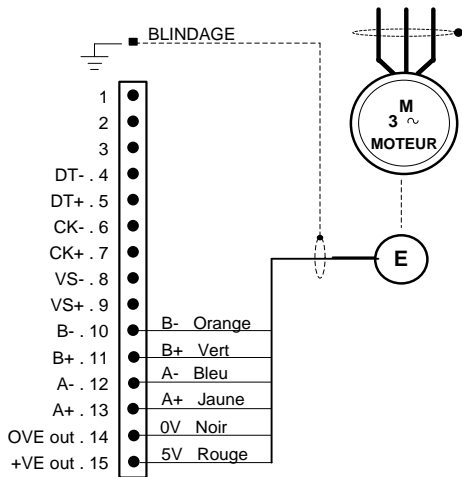 BLINDAGE
1
2
3
DT- . 4
DT+ . 5
CK- . 6
CK+ . 7
VS- . 8
VS+ . 9
B- . 10 B- Orange
B+ . 11 B+ Vert
A- . 12 A- Bleu
A+ . 13 A+ Jaune
OVE out . 14 0V Noir
+VE out . 15 5V Rouge
M
3 ~
MOTEUR
E